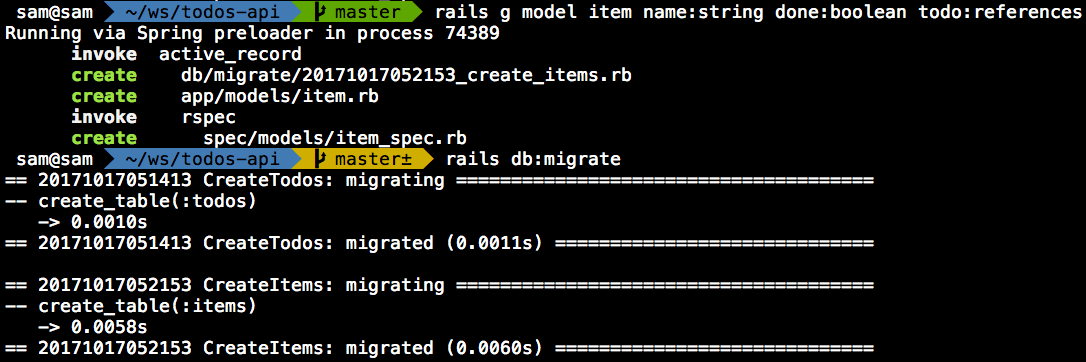 sam@sam ~/ws/todos-api master rails g model item name:string done:boolean todo:references
Running via Spring preloader in process 74389
      invoke  active_record
      create    db/migrate/20171017052153_create_items.rb
      create    app/models/item.rb
      invoke    rspec
      create      spec/models/item_spec.rb
sam@sam ~/ws/todos-api master± rails db:migrate
== 20171017051413 CreateTodos: migrating ======================================
-- create_table(:todos)
   -> 0.0010s
== 20171017051413 CreateTodos: migrated (0.0011s) =============================
== 20171017052153 CreateItems: migrating ======================================
-- create_table(:items)
   -> 0.0058s
== 20171017052153 CreateItems: migrated (0.0060s) =============================